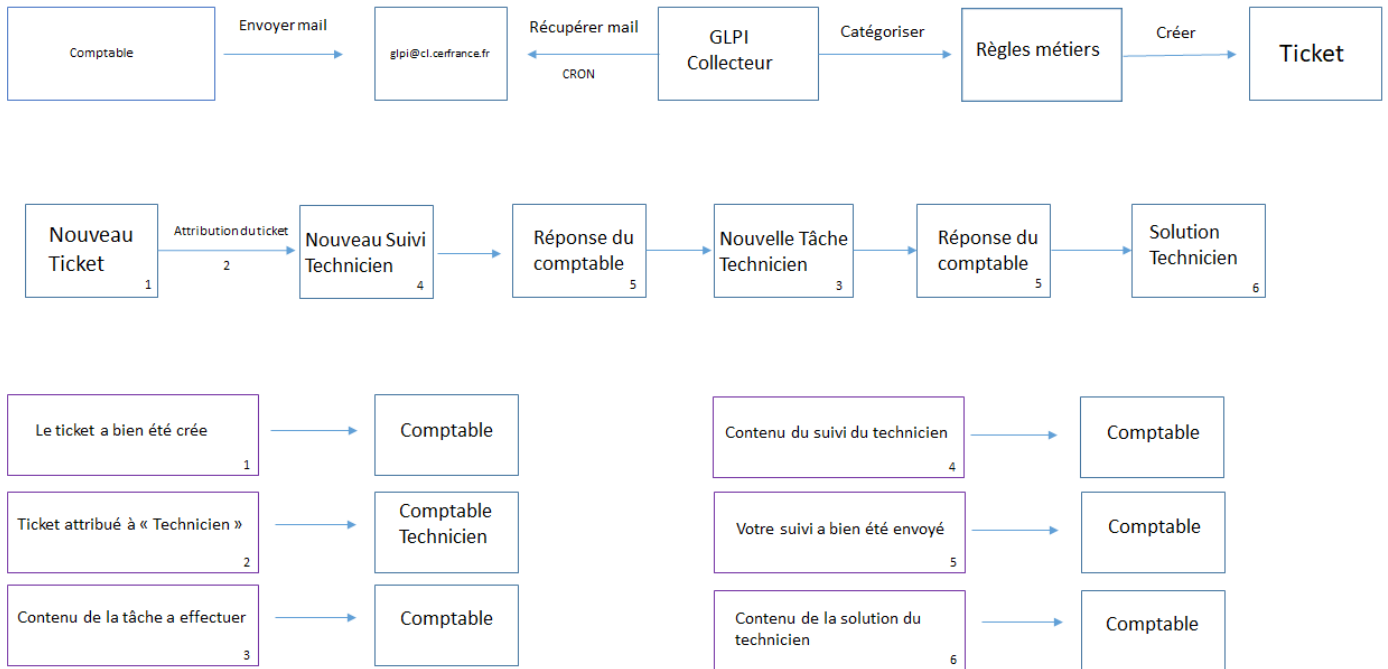 Comptable
Envoyer mail
glpi@cl.cerfrance.fr
Récupérer mail
CRON
GLPI
Collecteur
Catégoriser
Règles métiers
Créer
Ticket
Nouveau
Ticket
1
Attribution du ticket
2
Nouveau Suivi
Technicien
4
Réponse du
comptable
5
Nouvelle Tâche
Technicien
3
Réponse du
comptable
5
Solution
Technicien
6
Le ticket a bien été crée
1
Comptable
Contenu du suivi du technicien
4
Comptable
Ticket attribué à « Technicien »
2
Comptable
Technicien
Votre suivi a bien été envoyé
5
Comptable
Contenu de la tâche a effectuer
3
Comptable
Contenu de la solution du
technicien
6
Comptable